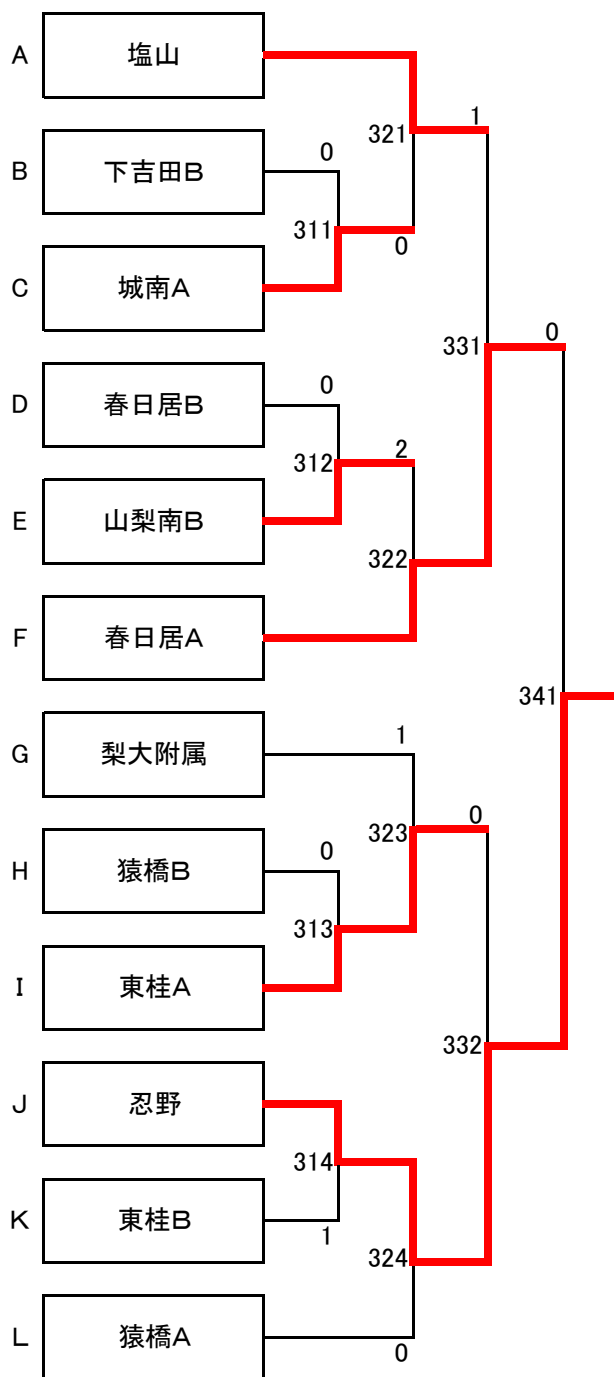 A 塩山
1
321
0
B 下吉田B
311
0
C 城南A
331 0
0
D 春日居B
312 2
E 山梨南B
322
F 春日居A
341
1
G 梨大附属
0
323
0
H 猿橋B
313
I 東桂A
332
J 忍野
314
K 東桂B
1
324
L 猿橋A
0